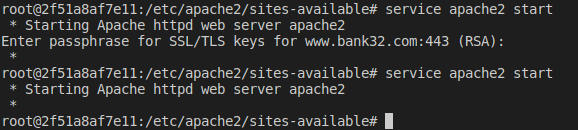 root@2f51a8af7e11:/etc/apache2/sites-available# service apache2 start
 * Starting Apache httpd web server apache2
Enter passphrase for SSL/TLS keys for www.bank32.com:443 (RSA):
 *
root@2f51a8af7e11:/etc/apache2/sites-available# service apache2 start
 * Starting Apache httpd web server apache2
 *
root@2f51a8af7e11:/etc/apache2/sites-available#